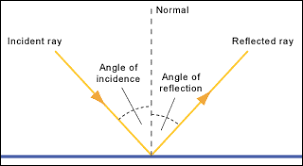 Normal
Incident ray
Reflected ray
Angle of
incidence
Angle of
reflection